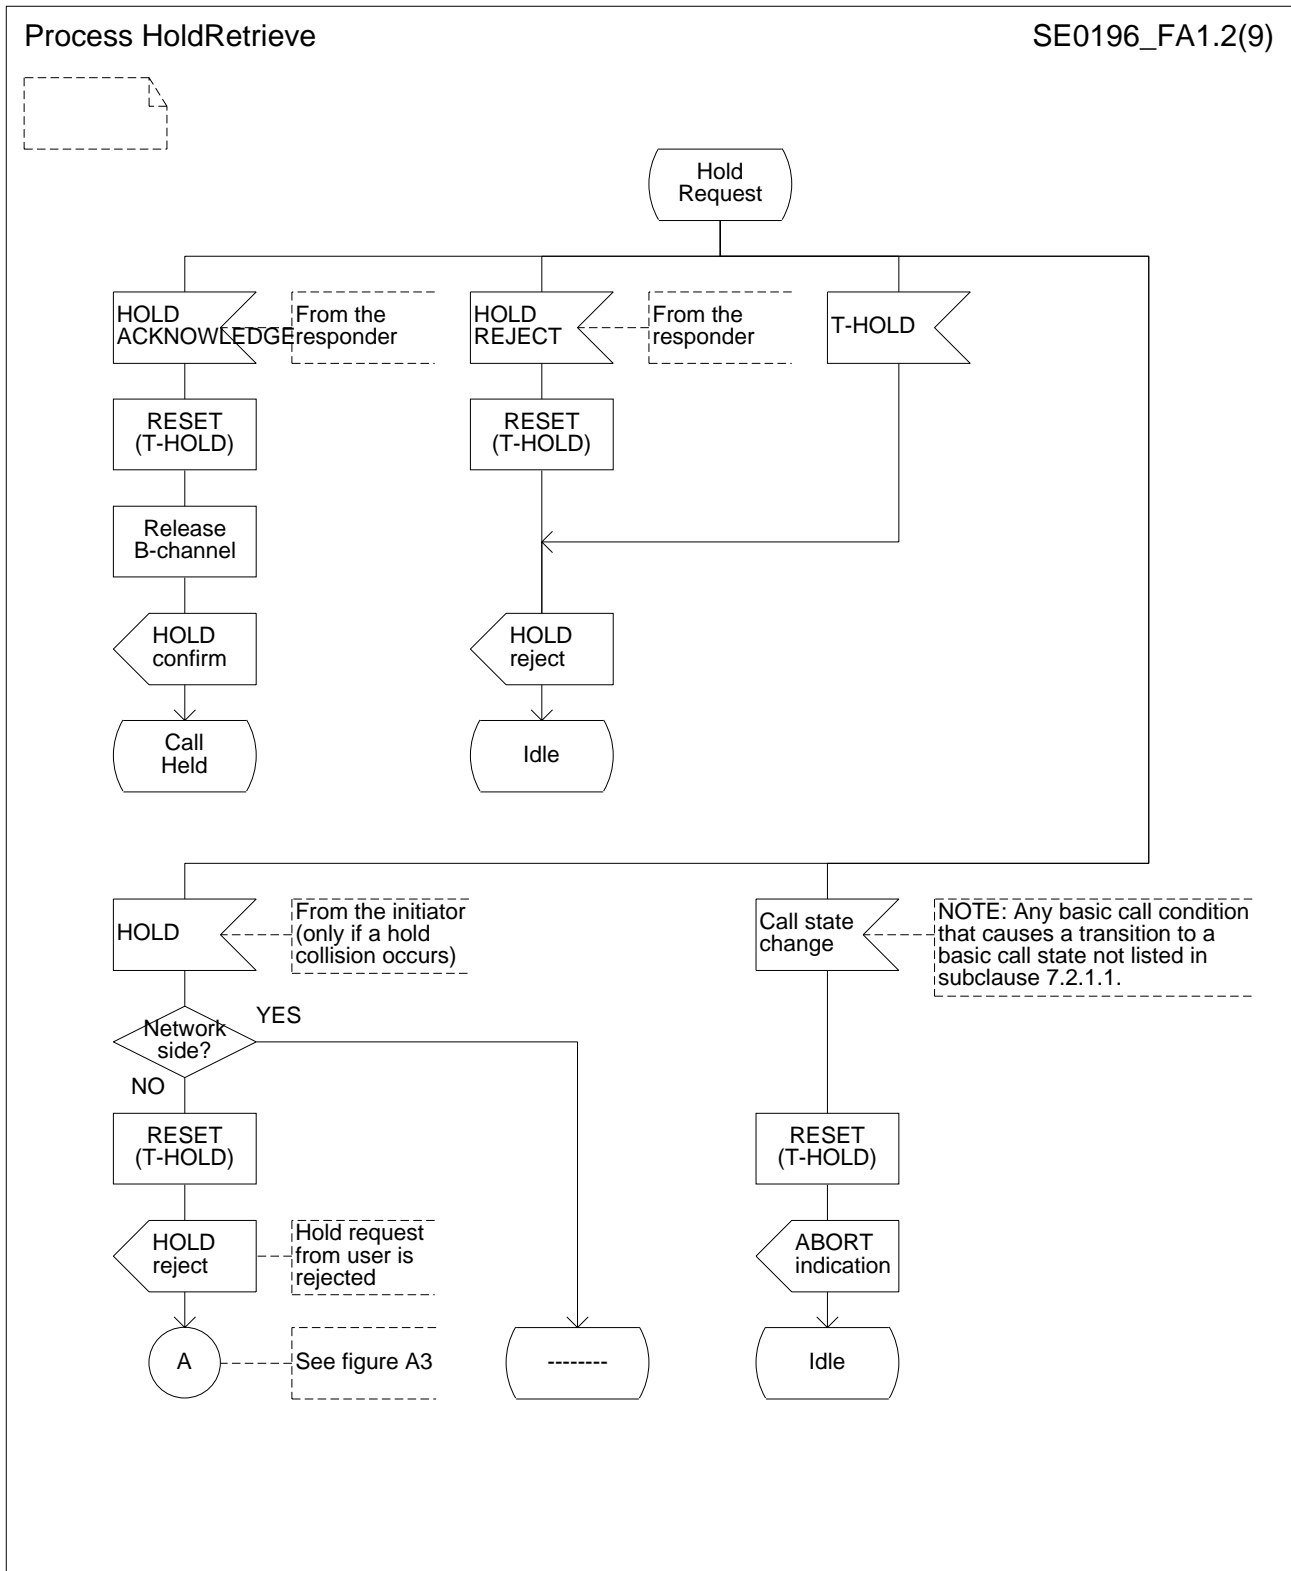 Process HoldRetrieve
SE0196_FA1.2(9)
Hold
Request
HOLD
ACKNOWLEDGE
From the
responder
HOLD
REJECT
From the
responder
T-HOLD
RESET
(T-HOLD)
RESET
(T-HOLD)
Release
B-channel
HOLD
confirm
HOLD
reject
Call
Held
Idle
HOLD
From the initiator
(only if a hold
collision occurs)
Call state
change
NOTE: Any basic call condition
that causes a transition to a
basic call state not listed in
subclause 7.2.1.1.
Network
side?
YES
NO
RESET
(T-HOLD)
RESET
(T-HOLD)
HOLD
reject
Hold request
from user is
rejected
ABORT
indication
A
See figure A3
--------
Idle